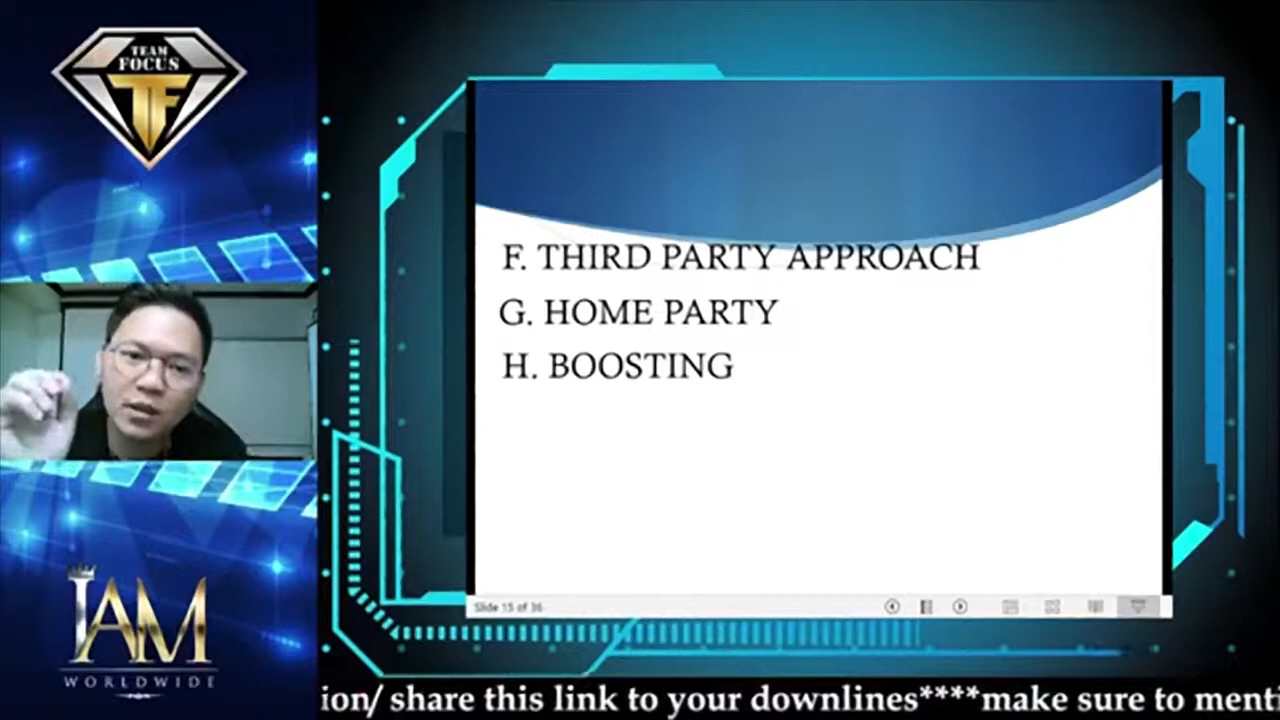 TEAM
FOCUS
TF
F. THIRD PARTY APPROACH
G. HOME PARTY
H. BOOSTING
Slide 15 of 36
IAM
WORLDWIDE
ion/ share this link to your downlines****make sure to menti